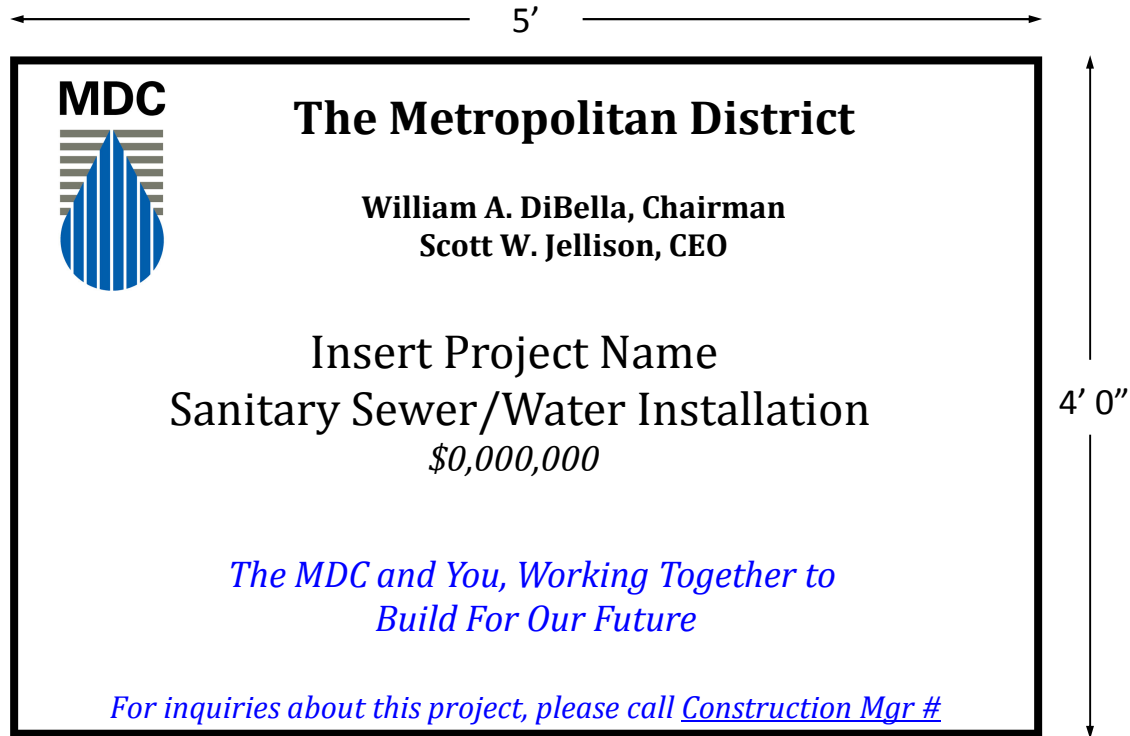 5’
MDC
The Metropolitan District
William A. DiBella, Chairman
Scott W. Jellison, CEO
Insert Project Name
Sanitary Sewer/Water Installation
$0,000,000
4’ 0”
The MDC and You, Working Together to
Build For Our Future
For inquiries about this project, please call Construction Mgr #